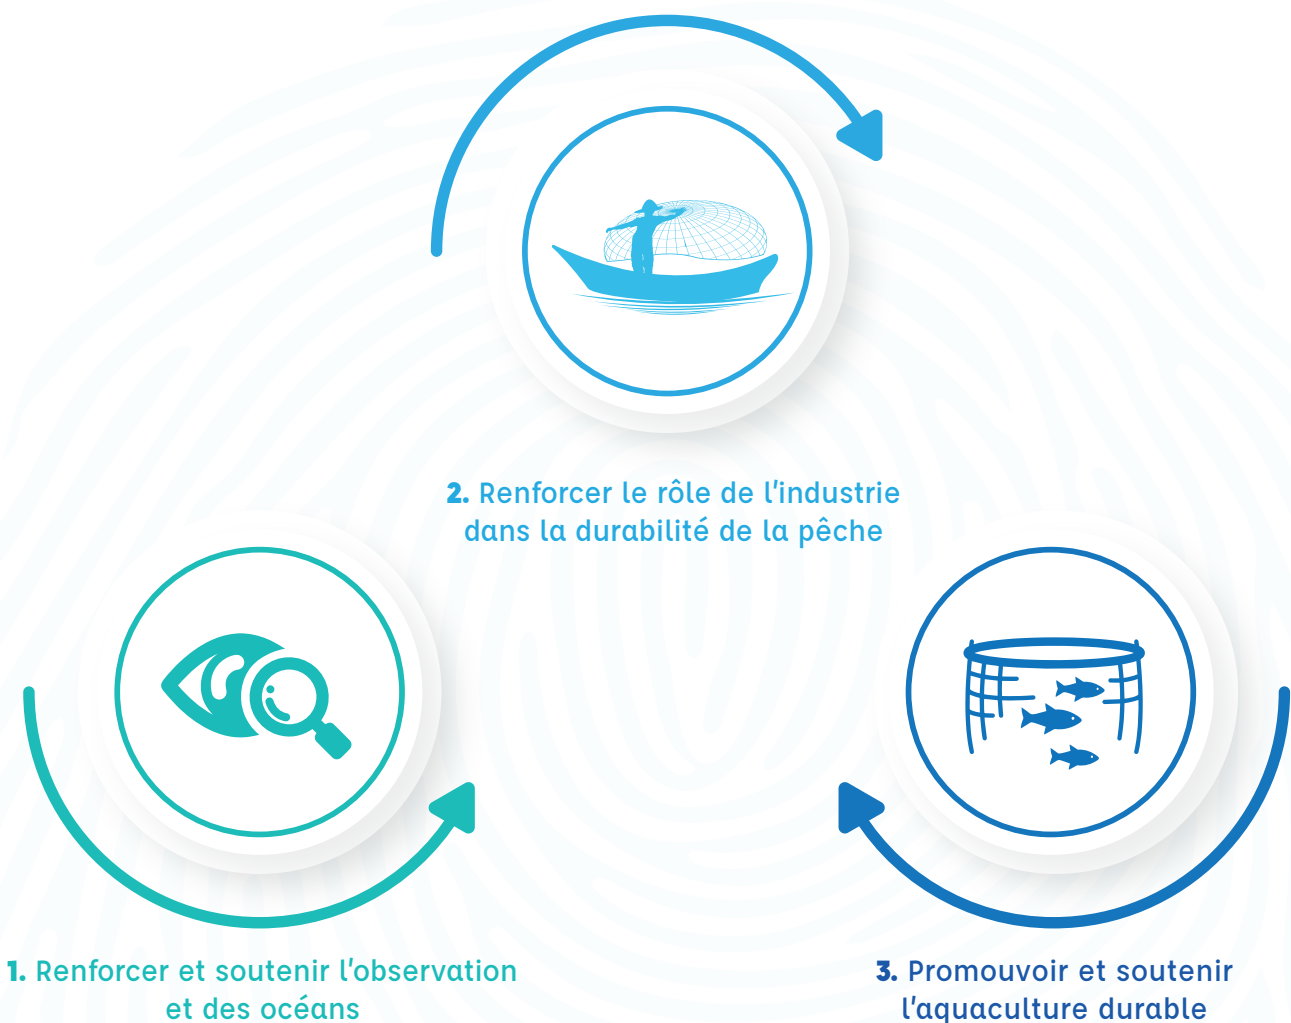 2. Renforcer le rôle de l'industrie
dans la durabilité de la pêche
1. Renforcer et soutenir l'observation
et des océans
3. Promouvoir et soutenir
l'aquaculture durable